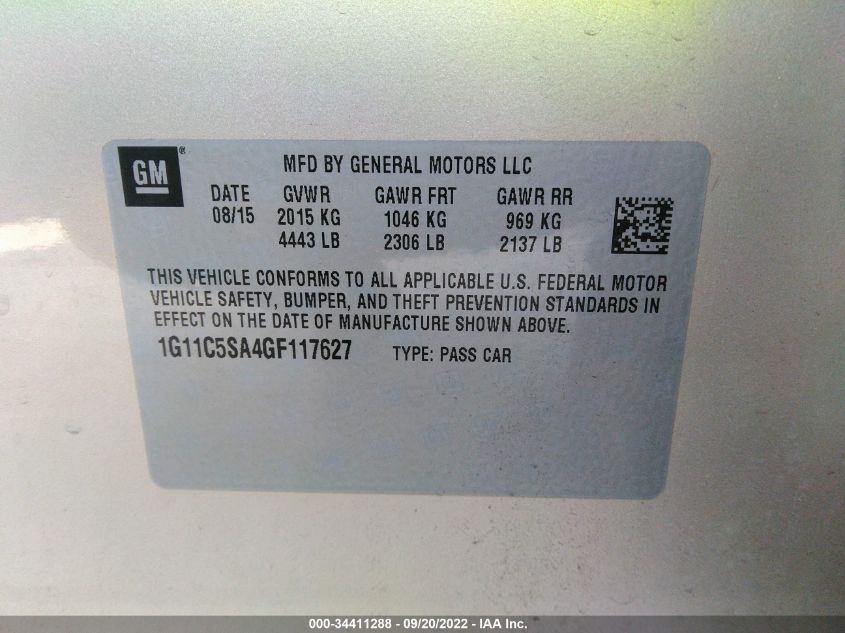 GM®
MFD BY GENERAL MOTORS LLC
DATE GVWR GAWR FRT GAWR RR
08/15 2015 KG 1046 KG 969 KG
4443 LB 2306 LB 2137 LB
THIS VEHICLE CONFORMS TO ALL APPLICABLE U.S. FEDERAL MOTOR
VEHICLE SAFETY, BUMPER, AND THEFT PREVENTION STANDARDS IN
EFFECT ON THE DATE OF MANUFACTURE SHOWN ABOVE.
1G11C5SA4GF117627 TYPE: PASS CAR
000-34411288 - 09/20/2022 - IAA Inc.